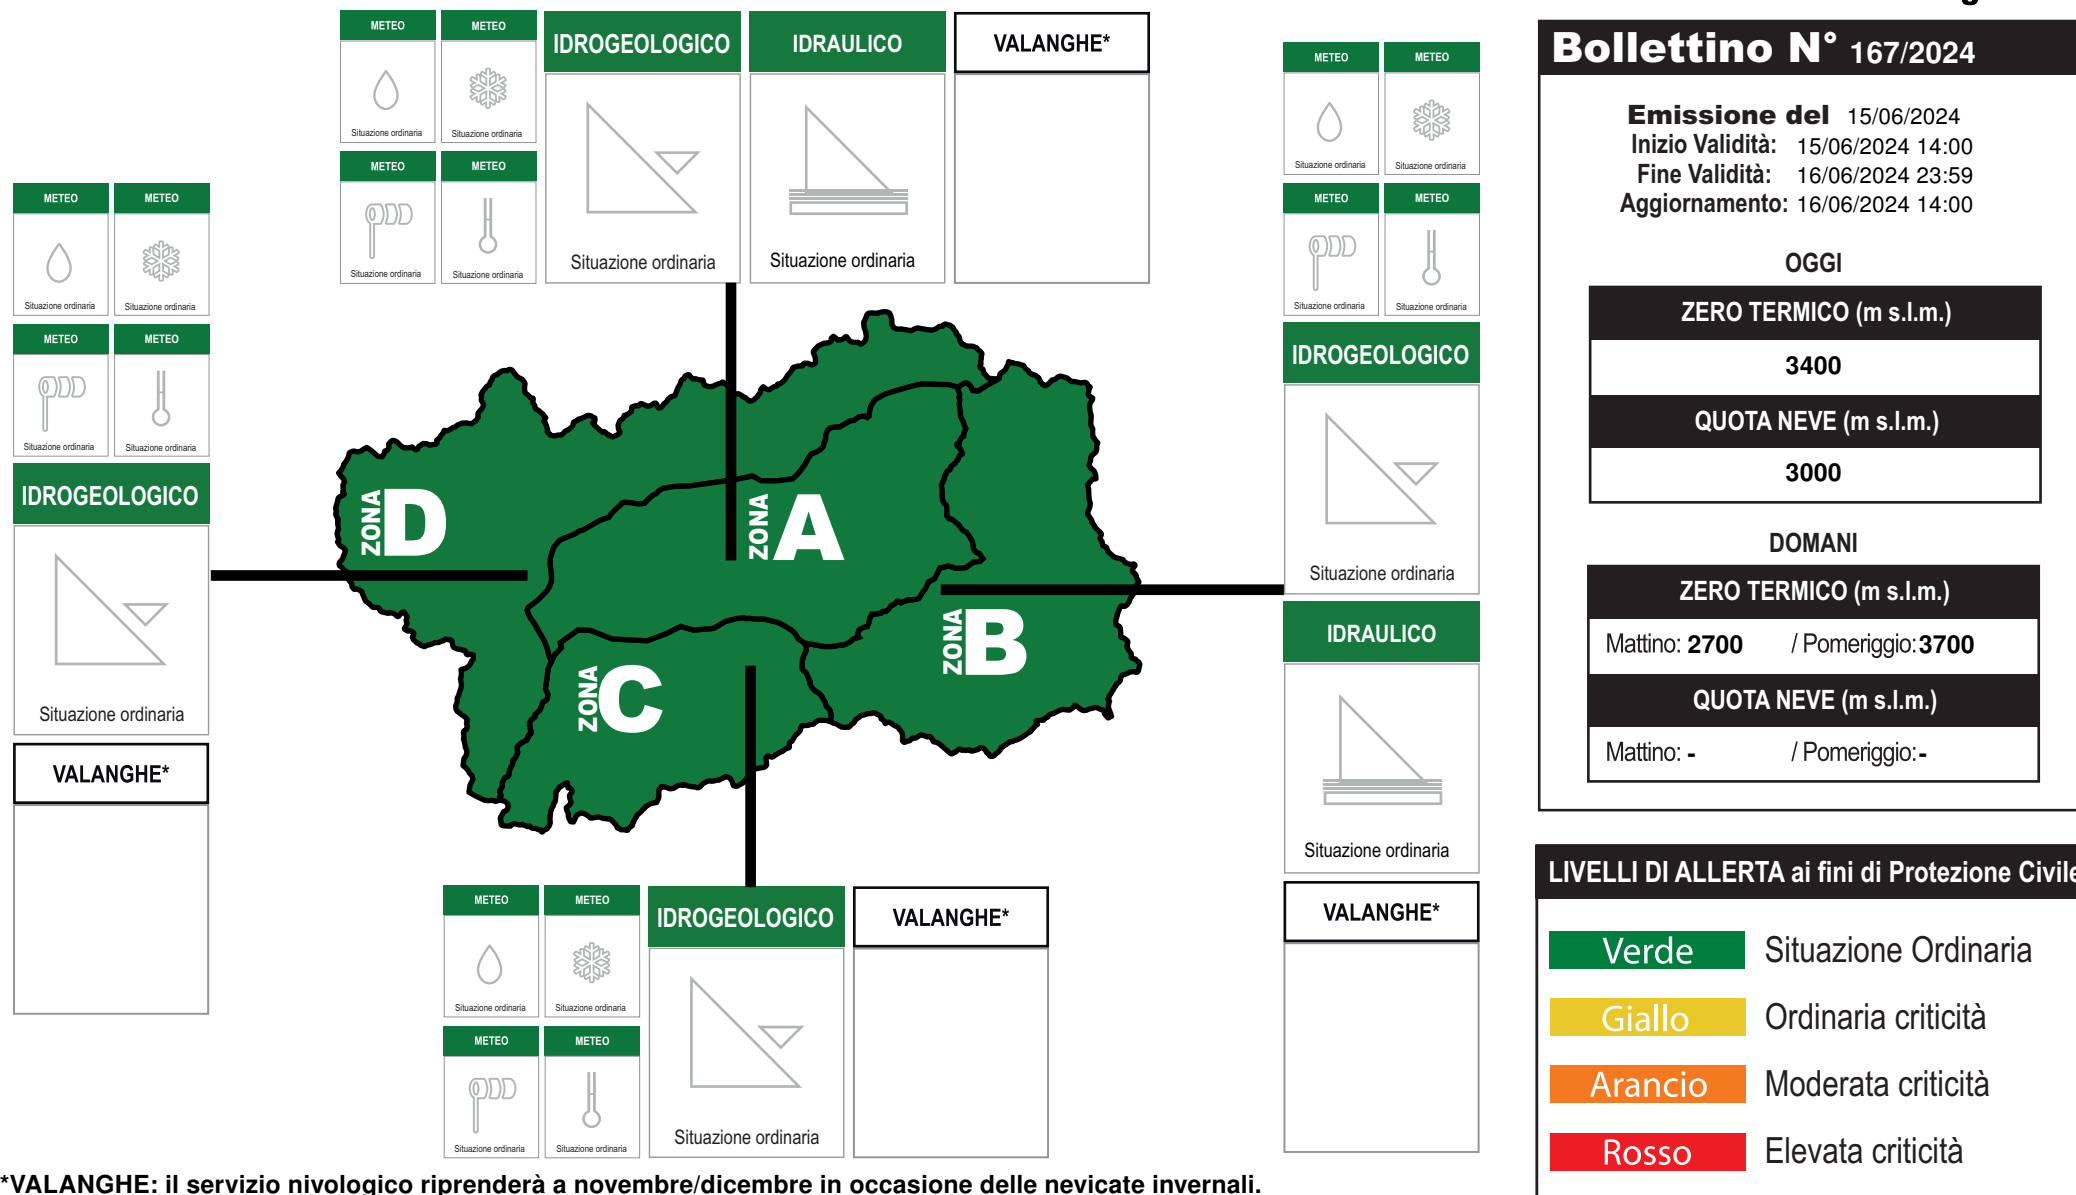 METEO METEO
Situazione ordinaria Situazione ordinaria
METEO METEO
Situazione ordinaria Situazione ordinaria
IDROGEOLOGICO
Situazione ordinaria
IDRAULICO
Situazione ordinaria
VALANGHE*
METEO METEO
Situazione ordinaria Situazione ordinaria
METEO METEO
Situazione ordinaria Situazione ordinaria
IDROGEOLOGICO
Situazione ordinaria
VALANGHE*
ZONA D
ZONA A
ZONA B
ZONA C
METEO METEO
Situazione ordinaria Situazione ordinaria
METEO METEO
Situazione ordinaria Situazione ordinaria
IDROGEOLOGICO
Situazione ordinaria
IDRAULICO
Situazione ordinaria
VALANGHE*
METEO METEO
Situazione ordinaria Situazione ordinaria
METEO METEO
Situazione ordinaria Situazione ordinaria
IDROGEOLOGICO
Situazione ordinaria
VALANGHE*
*VALANGHE: il servizio nivologico riprenderà a novembre/dicembre in occasione delle nevicate invernali.
Bollettino N° 167/2024
Emissione del 15/06/2024
Inizio Validità: 15/06/2024 14:00
Fine Validità: 16/06/2024 23:59
Aggiornamento: 16/06/2024 14:00
OGGI
ZERO TERMICO (m s.l.m.)
3400
QUOTA NEVE (m s.l.m.)
3000
DOMANI
ZERO TERMICO (m s.l.m.)
Mattino: 2700 / Pomeriggio: 3700
QUOTA NEVE (m s.l.m.)
Mattino: - / Pomeriggio: -
LIVELLI DI ALLERTA ai fini di Protezione Civile
Verde Situazione Ordinaria
Giallo Ordinaria criticità
Arancio Moderata criticità
Rosso Elevata criticità